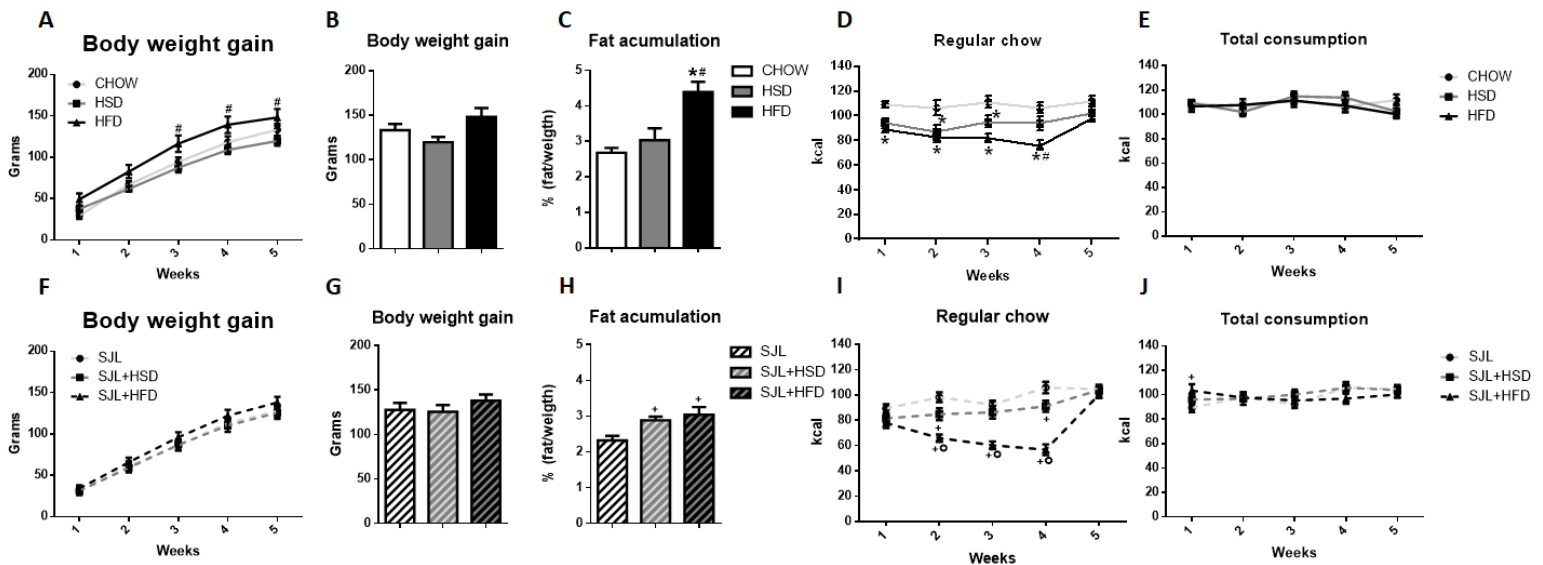 A
Body weight gain
200
150
100
50
0
Grams
CHOW
HSD
HFD
#
#
#
1
2
3
4
5
Weeks
B
Body weight gain
200
150
100
50
0
Grams
C
Fat acumulation
5
4
3
2
1
0
% (fat/weigth)
*#
CHOW
HSD
HFD
D
Regular chow
140
120
100
80
60
40
20
0
kcal
*
*
*
*
*
*#
1
2
3
4
5
Weeks
E
Total consumption
140
120
100
80
60
40
20
0
kcal
1
2
3
4
5
Weeks
CHOW
HSD
HFD
F
Body weight gain
200
150
100
50
0
Grams
SJL
SJL+HSD
SJL+HFD
1
2
3
4
5
Weeks
G
Body weight gain
200
150
100
50
0
Grams
H
Fat acumulation
5
4
3
2
1
0
% (fat/weigth)
+
+
SJL
SJL+HSD
SJL+HFD
I
Regular chow
140
120
100
80
60
40
20
0
kcal
+
+
+o
+o
+o
1
2
3
4
5
Weeks
J
Total consumption
140
120
100
80
60
40
20
0
kcal
+
1
2
3
4
5
Weeks
SJL
SJL+HSD
SJL+HFD